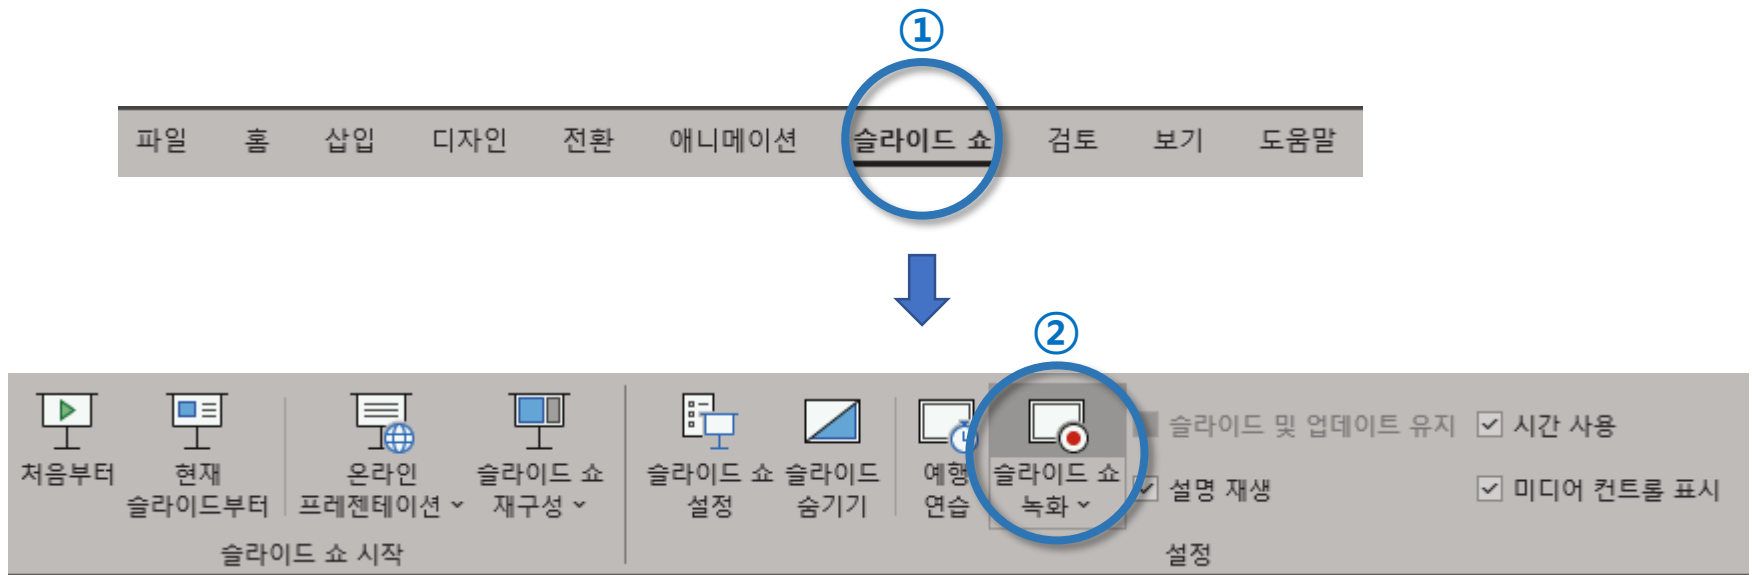 ①
파일 홈 삽입 디자인 전환 애니메이션 슬라이드 쇼 검토 보기 도움말
②
처음부터
현재
슬라이드부터
온라인
프레젠테이션
슬라이드 쇼
재구성
슬라이드 쇼 시작
슬라이드 쇼
설정
슬라이드
숨기기
예행
연습
슬라이드 쇼
녹화
슬라이드 및 업데이트 유지
설명 재생
시간 사용
미디어 컨트롤 표시
설정